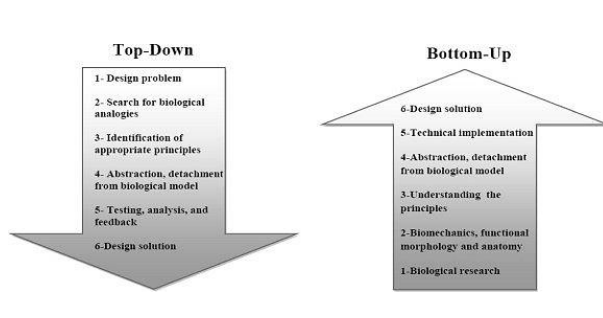 Top-Down
1- Design problem
2- Search for biological
analogies
3- Identification of
appropriate principles
4- Abstraction, detachment
from biological model
5- Testing, analysis, and
feedback
6-Design solution
Bottom-Up
6-Design solution
5-Technical implementation
4-Abstraction, detachment
from biological model
3-Understanding the
principles
2-Biomechanics, functional
morphology and anatomy
1-Biological research